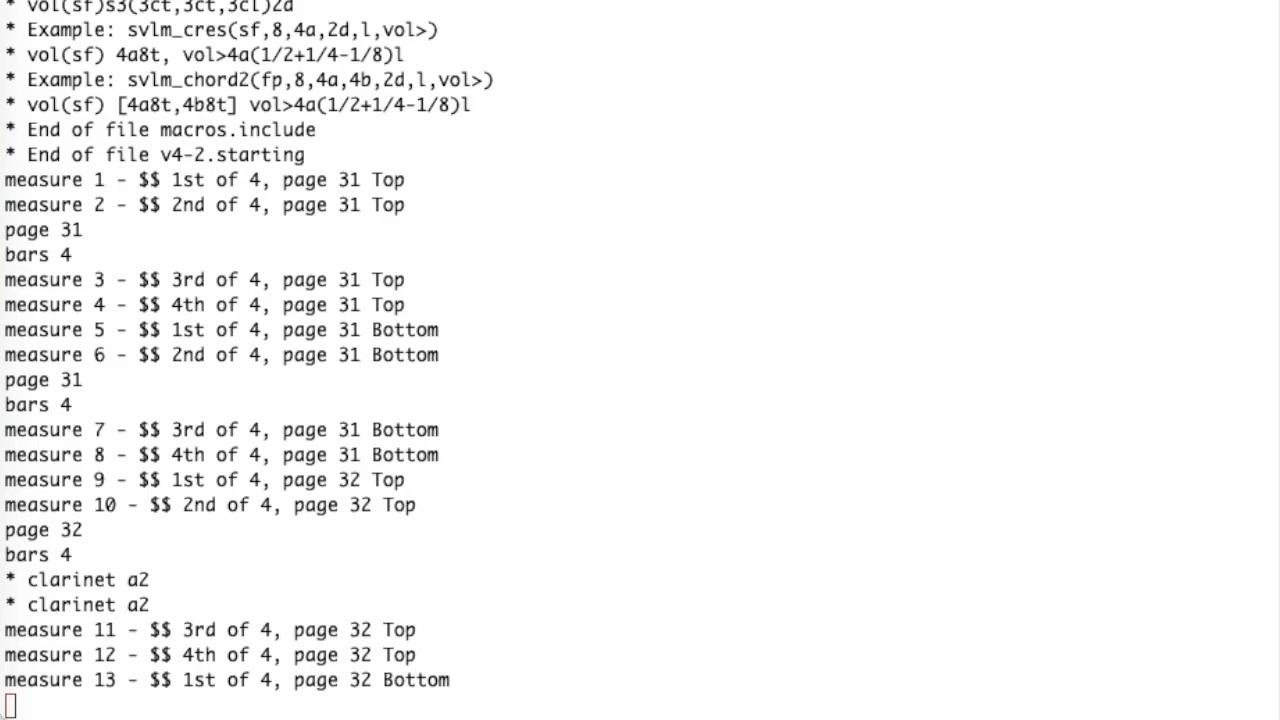 * vol(sf)s3(3ct,3ct,3cl)2d
* Example: svlm_cres(sf,8,4a,2d,l,vol>)
* vol(sf) 4a8t, vol>4a(1/2+1/4-1/8)l
* Example: svlm_chord2(fp,8,4a,4b,2d,l,vol>)
* vol(sf) [4a8t,4b8t] vol>4a(1/2+1/4-1/8)l
* End of file macros.include
* End of file v4-2.starting
measure 1 - $$ 1st of 4, page 31 Top
measure 2 - $$ 2nd of 4, page 31 Top
page 31
bars 4
measure 3 - $$ 3rd of 4, page 31 Top
measure 4 - $$ 4th of 4, page 31 Top
measure 5 - $$ 1st of 4, page 31 Bottom
measure 6 - $$ 2nd of 4, page 31 Bottom
page 31
bars 4
measure 7 - $$ 3rd of 4, page 31 Bottom
measure 8 - $$ 4th of 4, page 31 Bottom
measure 9 - $$ 1st of 4, page 32 Top
measure 10 - $$ 2nd of 4, page 32 Top
page 32
bars 4
* clarinet a2
* clarinet a2
measure 11 - $$ 3rd of 4, page 32 Top
measure 12 - $$ 4th of 4, page 32 Top
measure 13 - $$ 1st of 4, page 32 Bottom